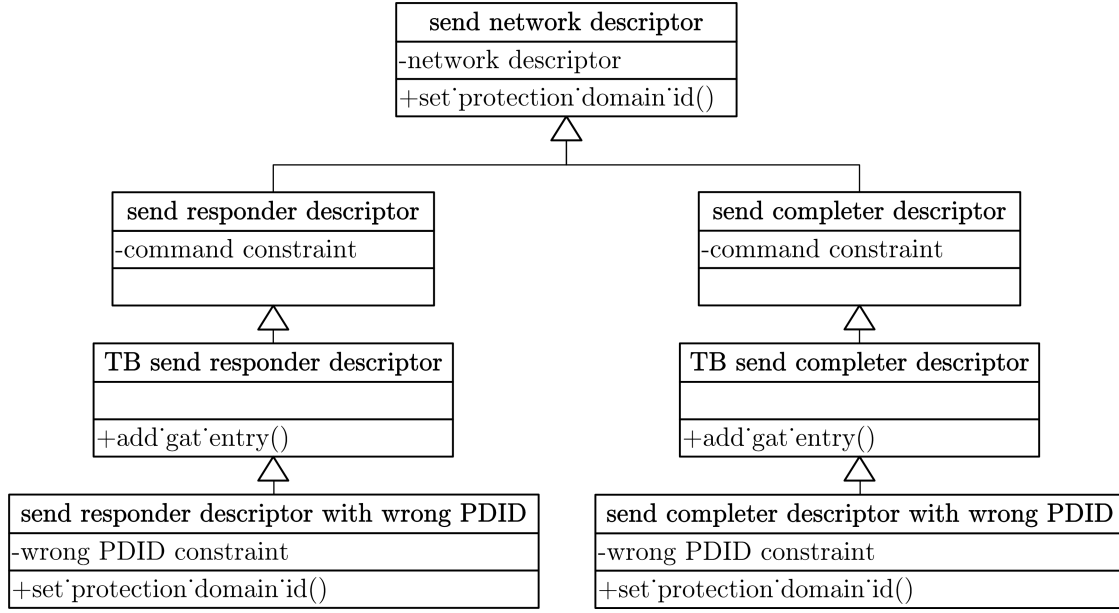 send network descriptor
-network descriptor
+set˙protection˙domain˙id()
send responder descriptor
-command constraint
send completer descriptor
-command constraint
TB send responder descriptor
+add˙gat˙entry()
TB send completer descriptor
+add˙gat˙entry()
send responder descriptor with wrong PDID
-wrong PDID constraint
+set˙protection˙domain˙id()
send completer descriptor with wrong PDID
-wrong PDID constraint
+set˙protection˙domain˙id()